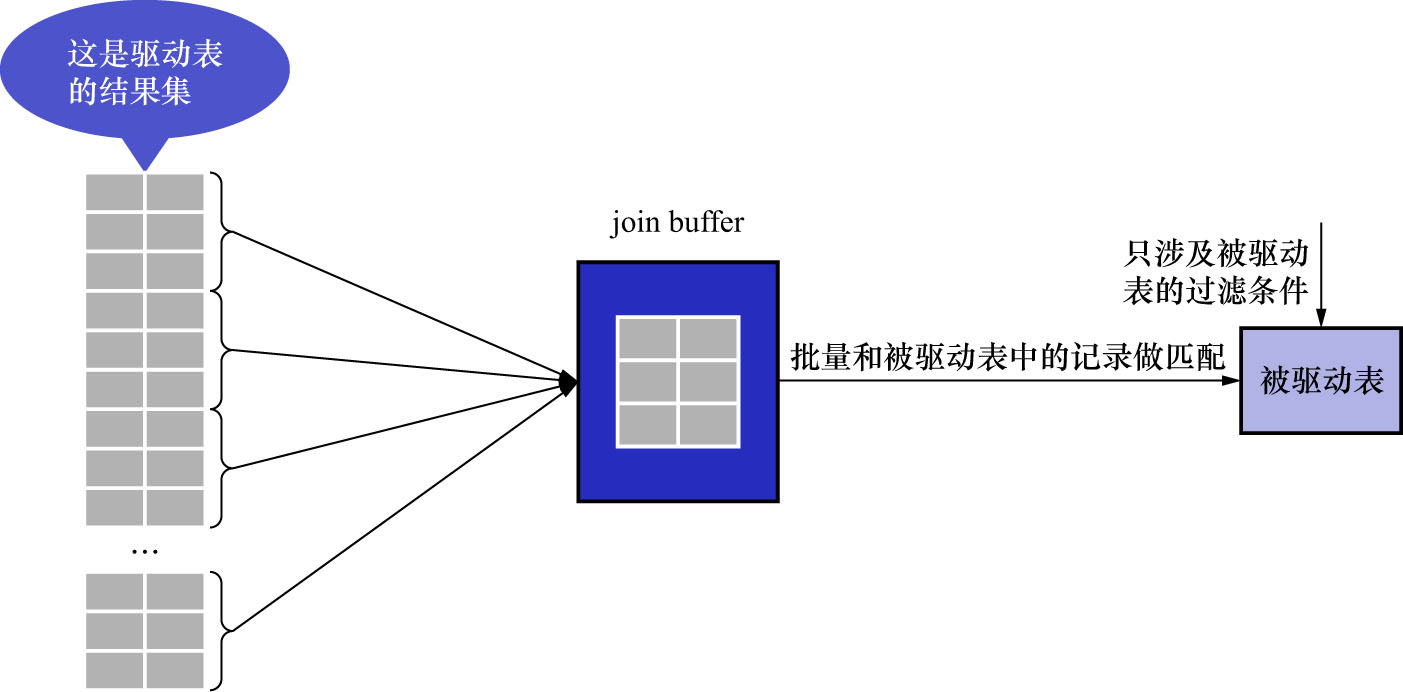 这是驱动表
的结果集
join buffer
只涉及被驱动
表的过滤条件
批量和被驱动表中的记录做匹配
被驱动表
…